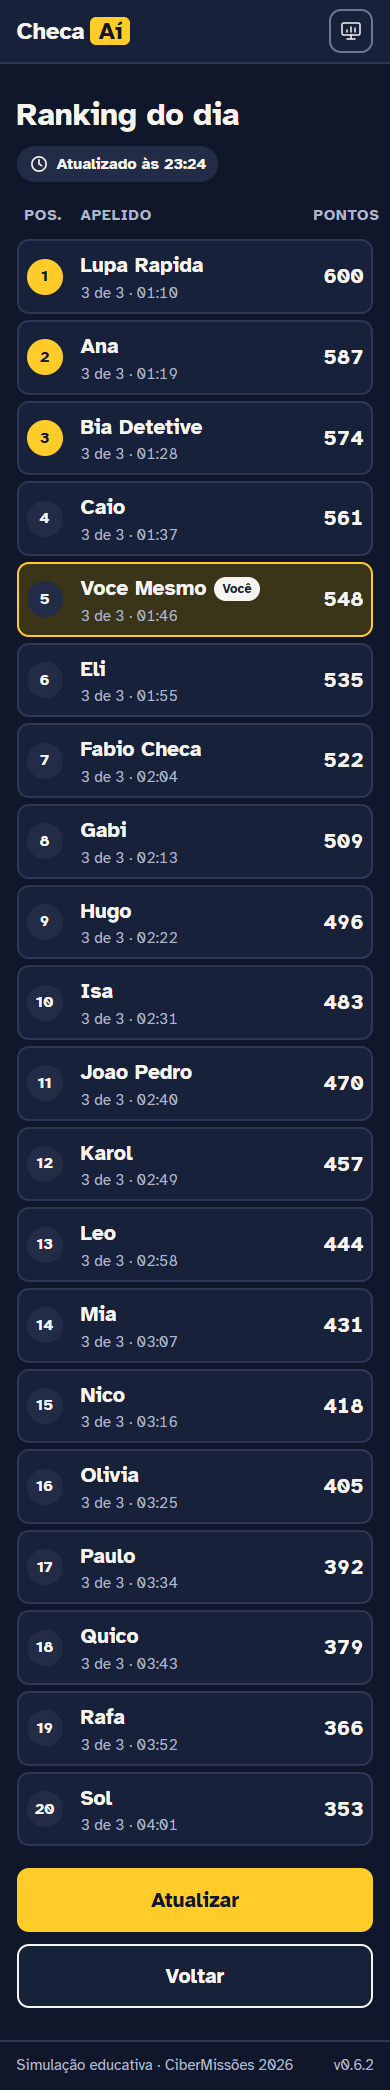 Checa Aí
Ranking do dia
Atualizado às 23:24
POS. APELIDO PONTOS
1 Lupa Rapida 600
3 de 3 · 01:10
2 Ana 587
3 de 3 · 01:19
3 Bia Detetive 574
3 de 3 · 01:28
4 Caio 561
3 de 3 · 01:37
5 Voce Mesmo Você 548
3 de 3 · 01:46
6 Eli 535
3 de 3 · 01:55
7 Fabio Checa 522
3 de 3 · 02:04
8 Gabi 509
3 de 3 · 02:13
9 Hugo 496
3 de 3 · 02:22
10 Isa 483
3 de 3 · 02:31
11 Joao Pedro 470
3 de 3 · 02:40
12 Karol 457
3 de 3 · 02:49
13 Leo 444
3 de 3 · 02:58
14 Mia 431
3 de 3 · 03:07
15 Nico 418
3 de 3 · 03:16
16 Olivia 405
3 de 3 · 03:25
17 Paulo 392
3 de 3 · 03:34
18 Quico 379
3 de 3 · 03:43
19 Rafa 366
3 de 3 · 03:52
20 Sol 353
3 de 3 · 04:01
Atualizar
Voltar
Simulação educativa · CiberMissões 2026 v0.6.2